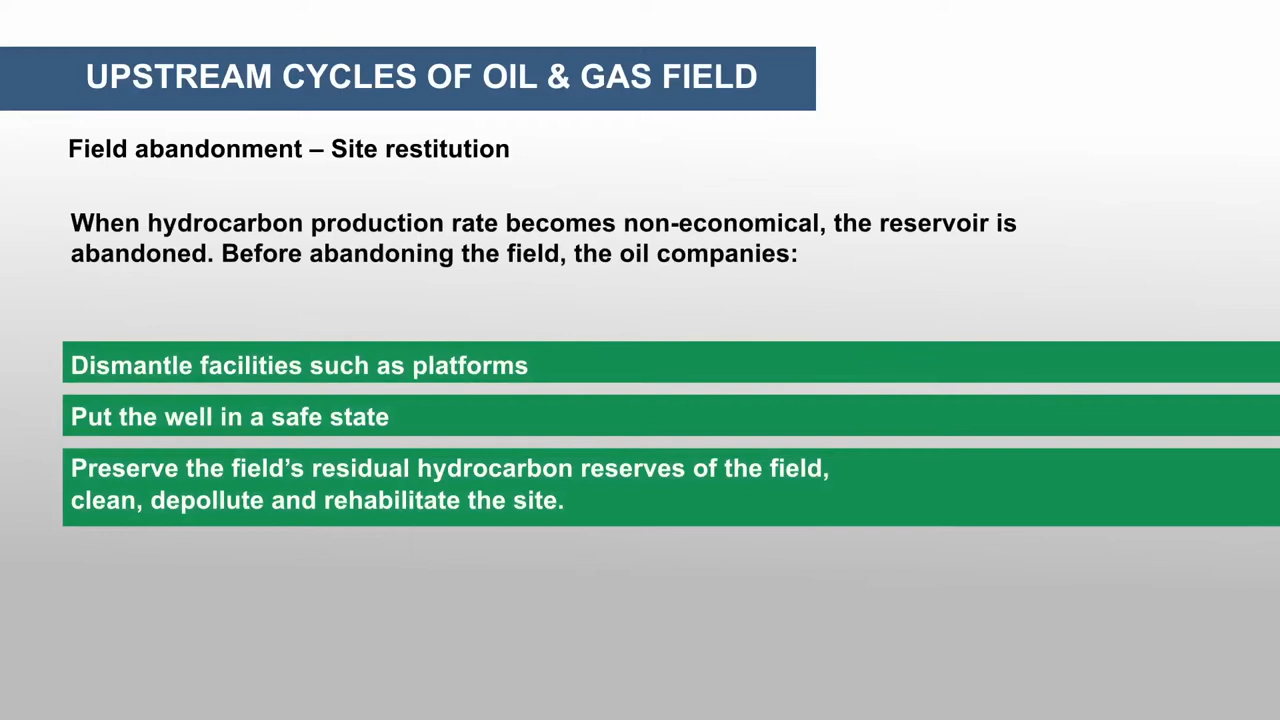 UPSTREAM CYCLES OF OIL & GAS FIELD
Field abandonment – Site restitution
When hydrocarbon production rate becomes non-economical, the reservoir is
abandoned. Before abandoning the field, the oil companies:
Dismantle facilities such as platforms
Put the well in a safe state
Preserve the field’s residual hydrocarbon reserves of the field,
clean, depollute and rehabilitate the site.